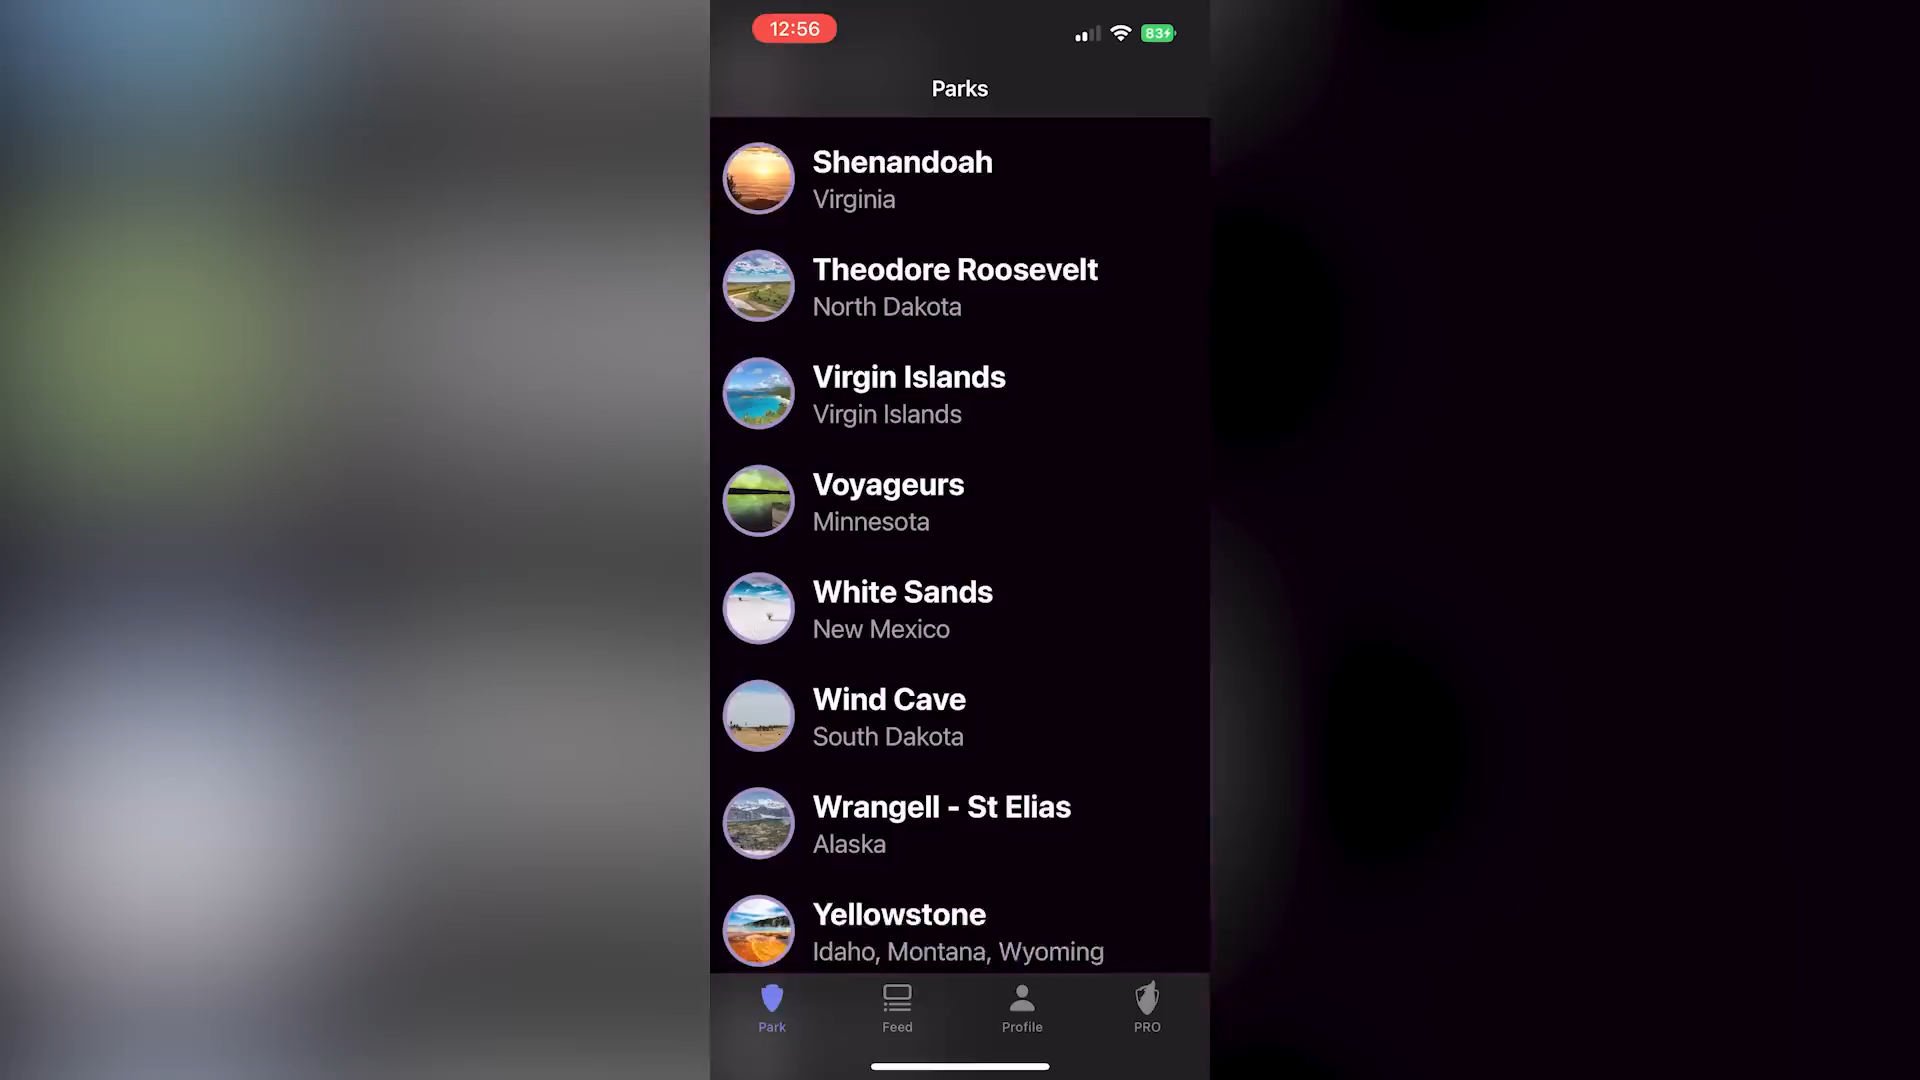 12:56
83
Parks
Shenandoah
Virginia
Theodore Roosevelt
North Dakota
Virgin Islands
Virgin Islands
Voyageurs
Minnesota
White Sands
New Mexico
Wind Cave
South Dakota
Wrangell - St Elias
Alaska
Yellowstone
Idaho, Montana, Wyoming
Park
Feed
Profile
PRO